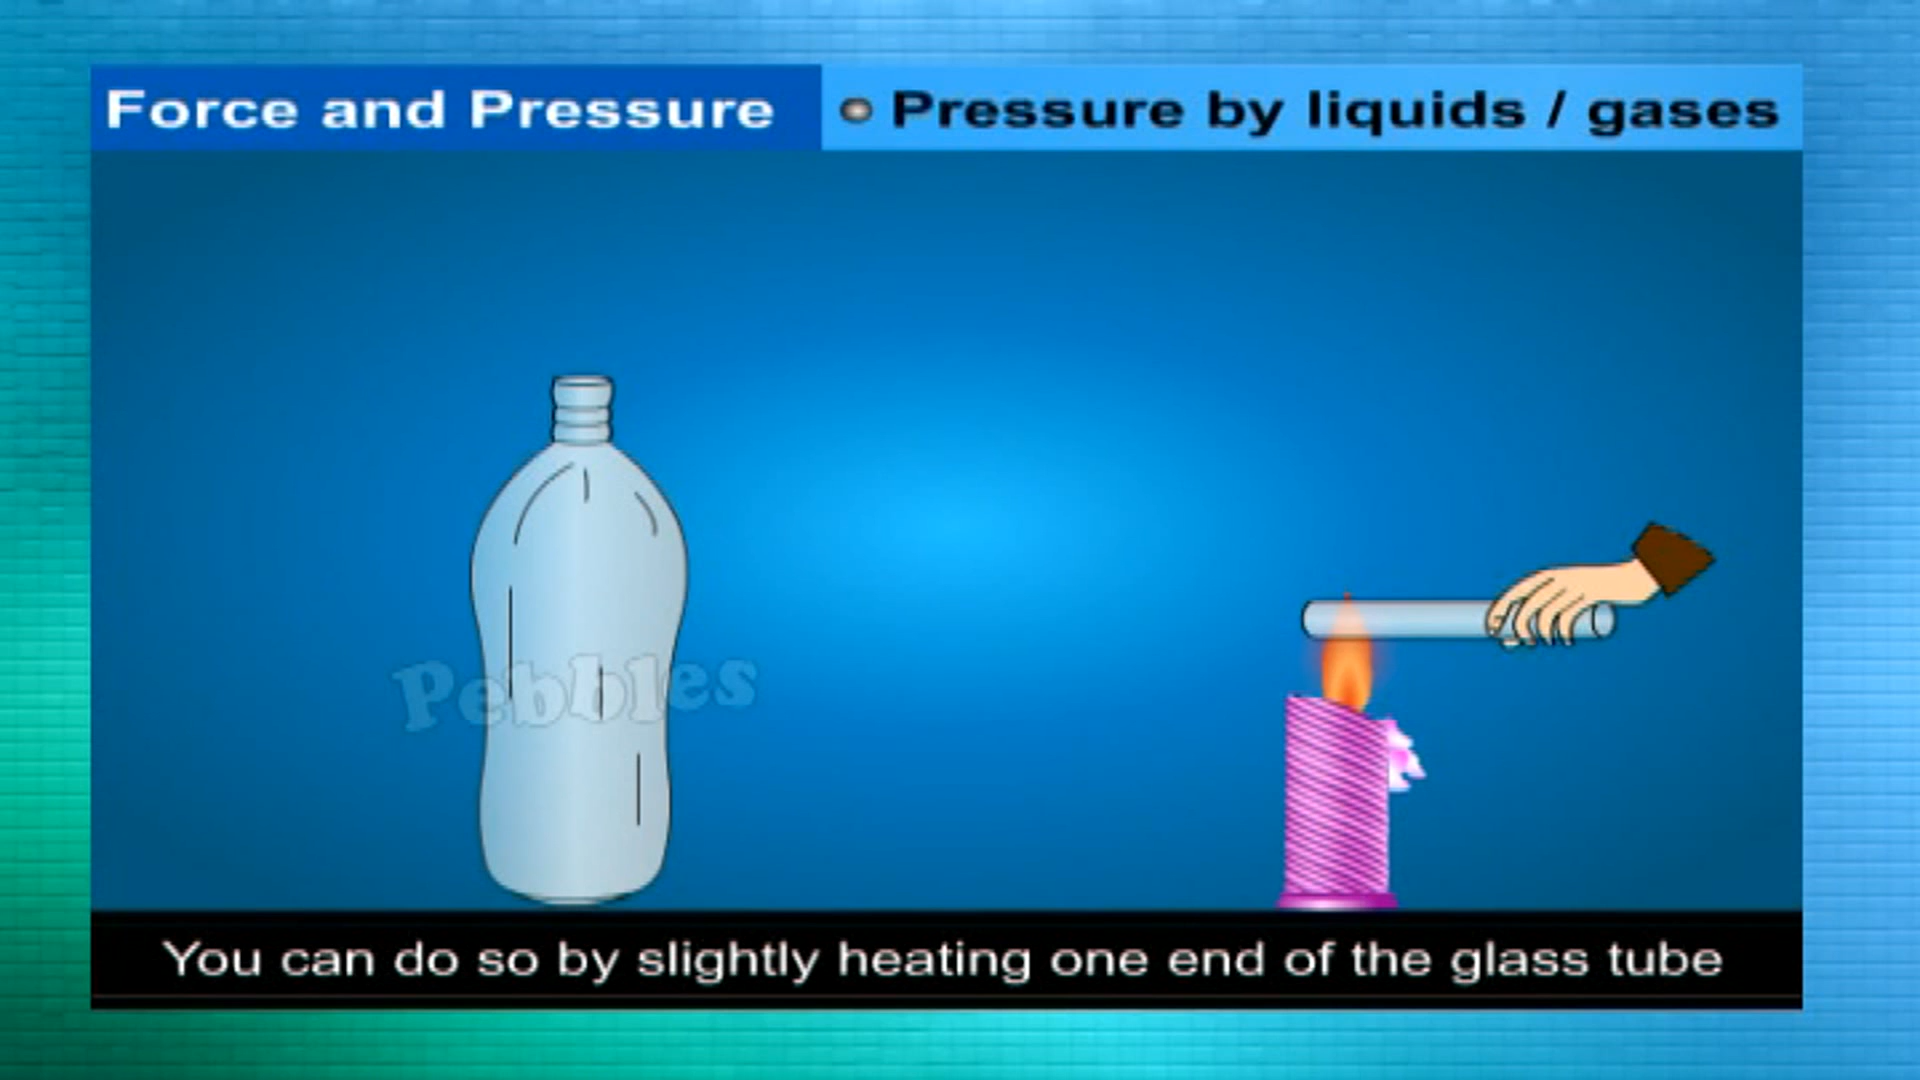 Force and Pressure
Pressure by liquids / gases
Pebbles
You can do so by slightly heating one end of the glass tube